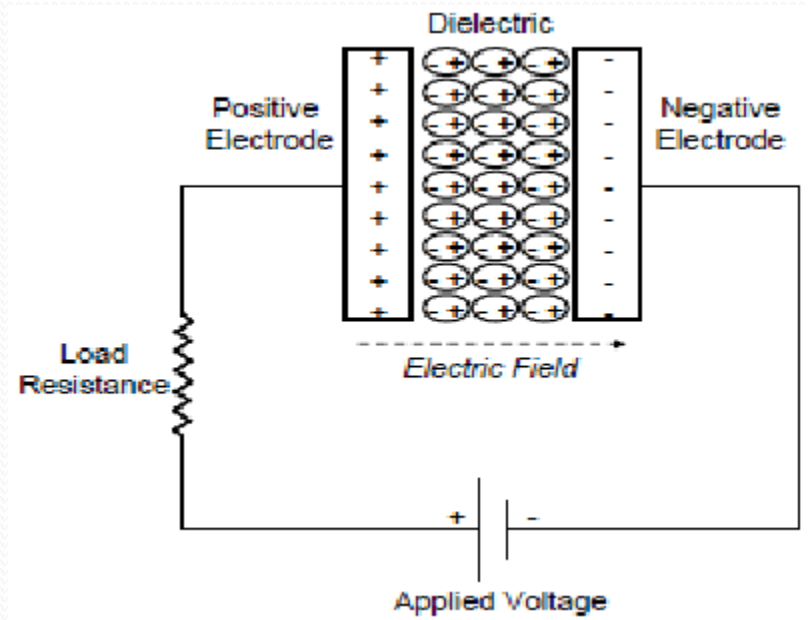 Dielectric
Positive
Electrode
Negative
Electrode
+ -
- + - + - +
+ -
- + - + - +
+ -
- + - + - +
+ -
- + - + - +
+ -
- + - + - +
+ -
- + - + - +
+ -
- + - + - +
+ -
- + - + - +
+ -
- + - + - +
Electric Field
Load
Resistance
+ -
Applied Voltage